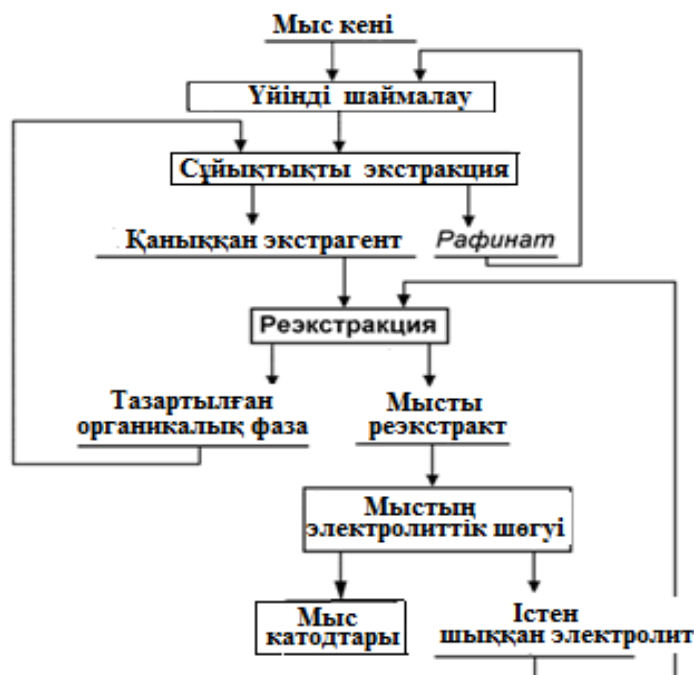 Мыс кені
Үйінді шаймалау
Сұйықтықты экстракция
Қаныққан экстрагент
Рафинат
Реэкстракция
Тазартылған
органикалық фаза
Мысты
реэкстракт
Мыстың
электролиттік шөгуі
Мыс
катодтары
Істен
шыққан электролит